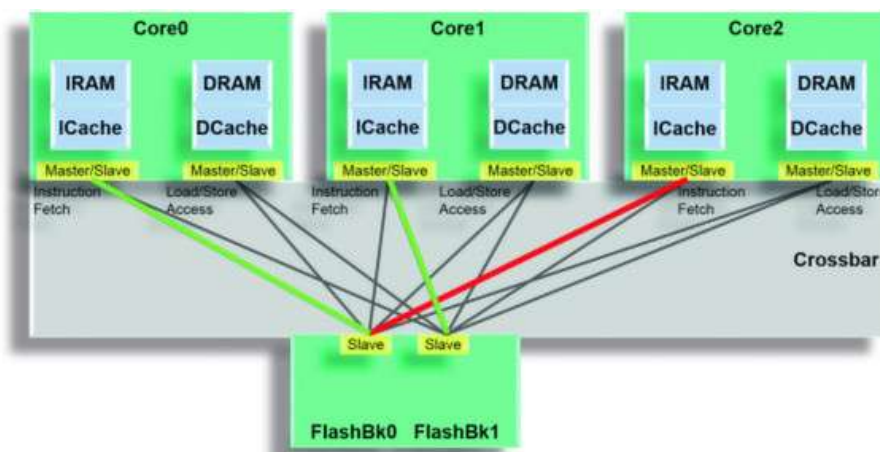 Core0
Core1
Core2
IRAM
DRAM
IRAM
DRAM
IRAM
DRAM
ICache
DCache
ICache
DCache
ICache
DCache
Master/Slave
Master/Slave
Master/Slave
Master/Slave
Master/Slave
Master/Slave
Instruction
Fetch
Load/Store
Access
Instruction
Fetch
Load/Store
Access
Instruction
Fetch
Load/Store
Access
Crossbar
Slave
Slave
FlashBk0
FlashBk1